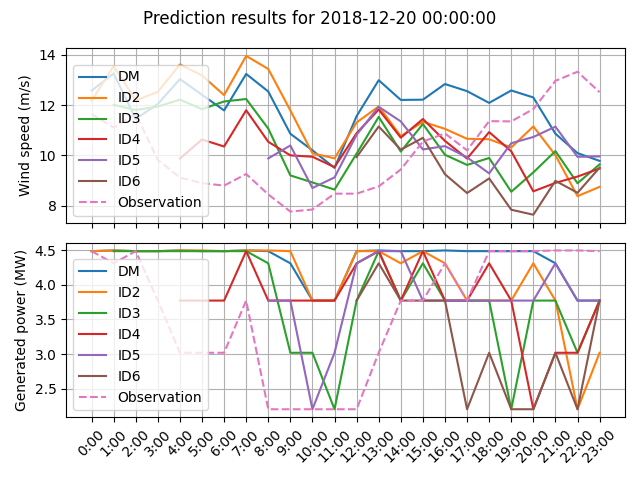 Prediction results for 2018-12-20 00:00:00
Wind speed (m/s)
14
12
10
8
DM
ID2
ID3
ID4
ID5
ID6
Observation
Generated power (MW)
4.5
4.0
3.5
3.0
2.5
DM
ID2
ID3
ID4
ID5
ID6
Observation
0:00 1:00 2:00 3:00 4:00 5:00 6:00 7:00 8:00 9:00 10:00 11:00 12:00 13:00 14:00 15:00 16:00 17:00 18:00 19:00 20:00 21:00 22:00 23:00